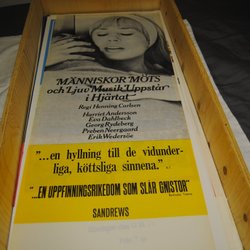 MÄNNISKOR MÖTS
och Ljuv Musik Uppstår
i Hjärtat
Regi Henning Carlsen
Harriet Andersson
Eva Dahlbeck
Georg Rydeberg
Preben Neergaard
Erik Wedersöe
"...en hyllning till de vidunder-
liga, köttsliga sinnena."
"...EN UPPFINNINGSRIKEDOM SOM SLÅR GNISTOR"
SANDREWS